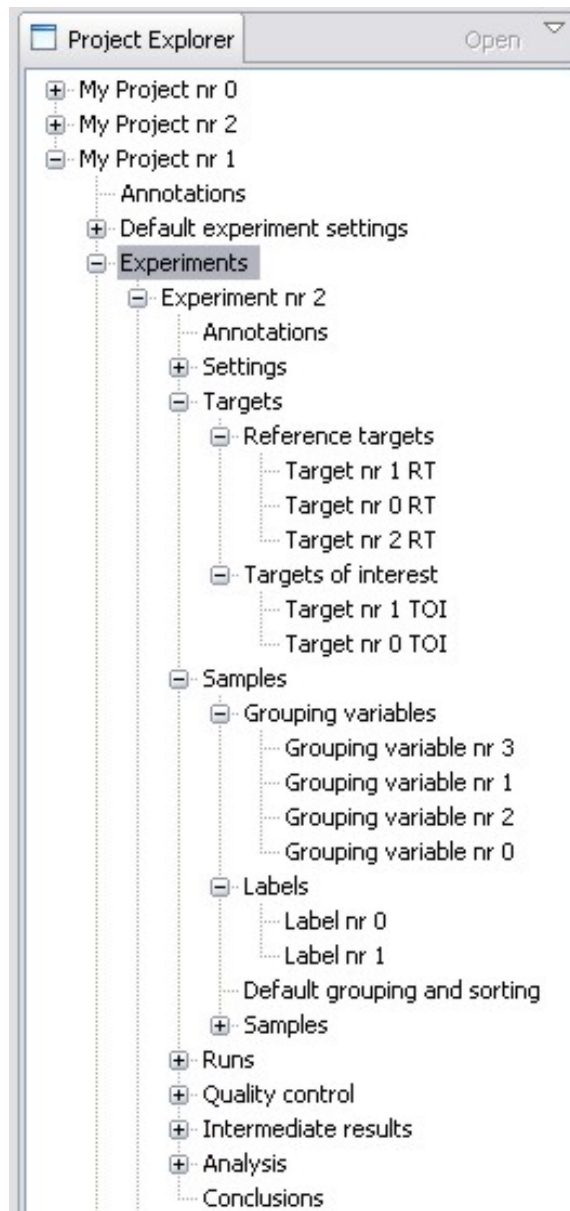 Project Explorer Open
My Project nr 0
My Project nr 2
My Project nr 1
Annotations
Default experiment settings
Experiments
Experiment nr 2
Annotations
Settings
Targets
Reference targets
Target nr 1 RT
Target nr 0 RT
Target nr 2 RT
Targets of interest
Target nr 1 TOI
Target nr 0 TOI
Samples
Grouping variables
Grouping variable nr 3
Grouping variable nr 1
Grouping variable nr 2
Grouping variable nr 0
Labels
Label nr 0
Label nr 1
Default grouping and sorting
Samples
Runs
Quality control
Intermediate results
Analysis
Conclusions